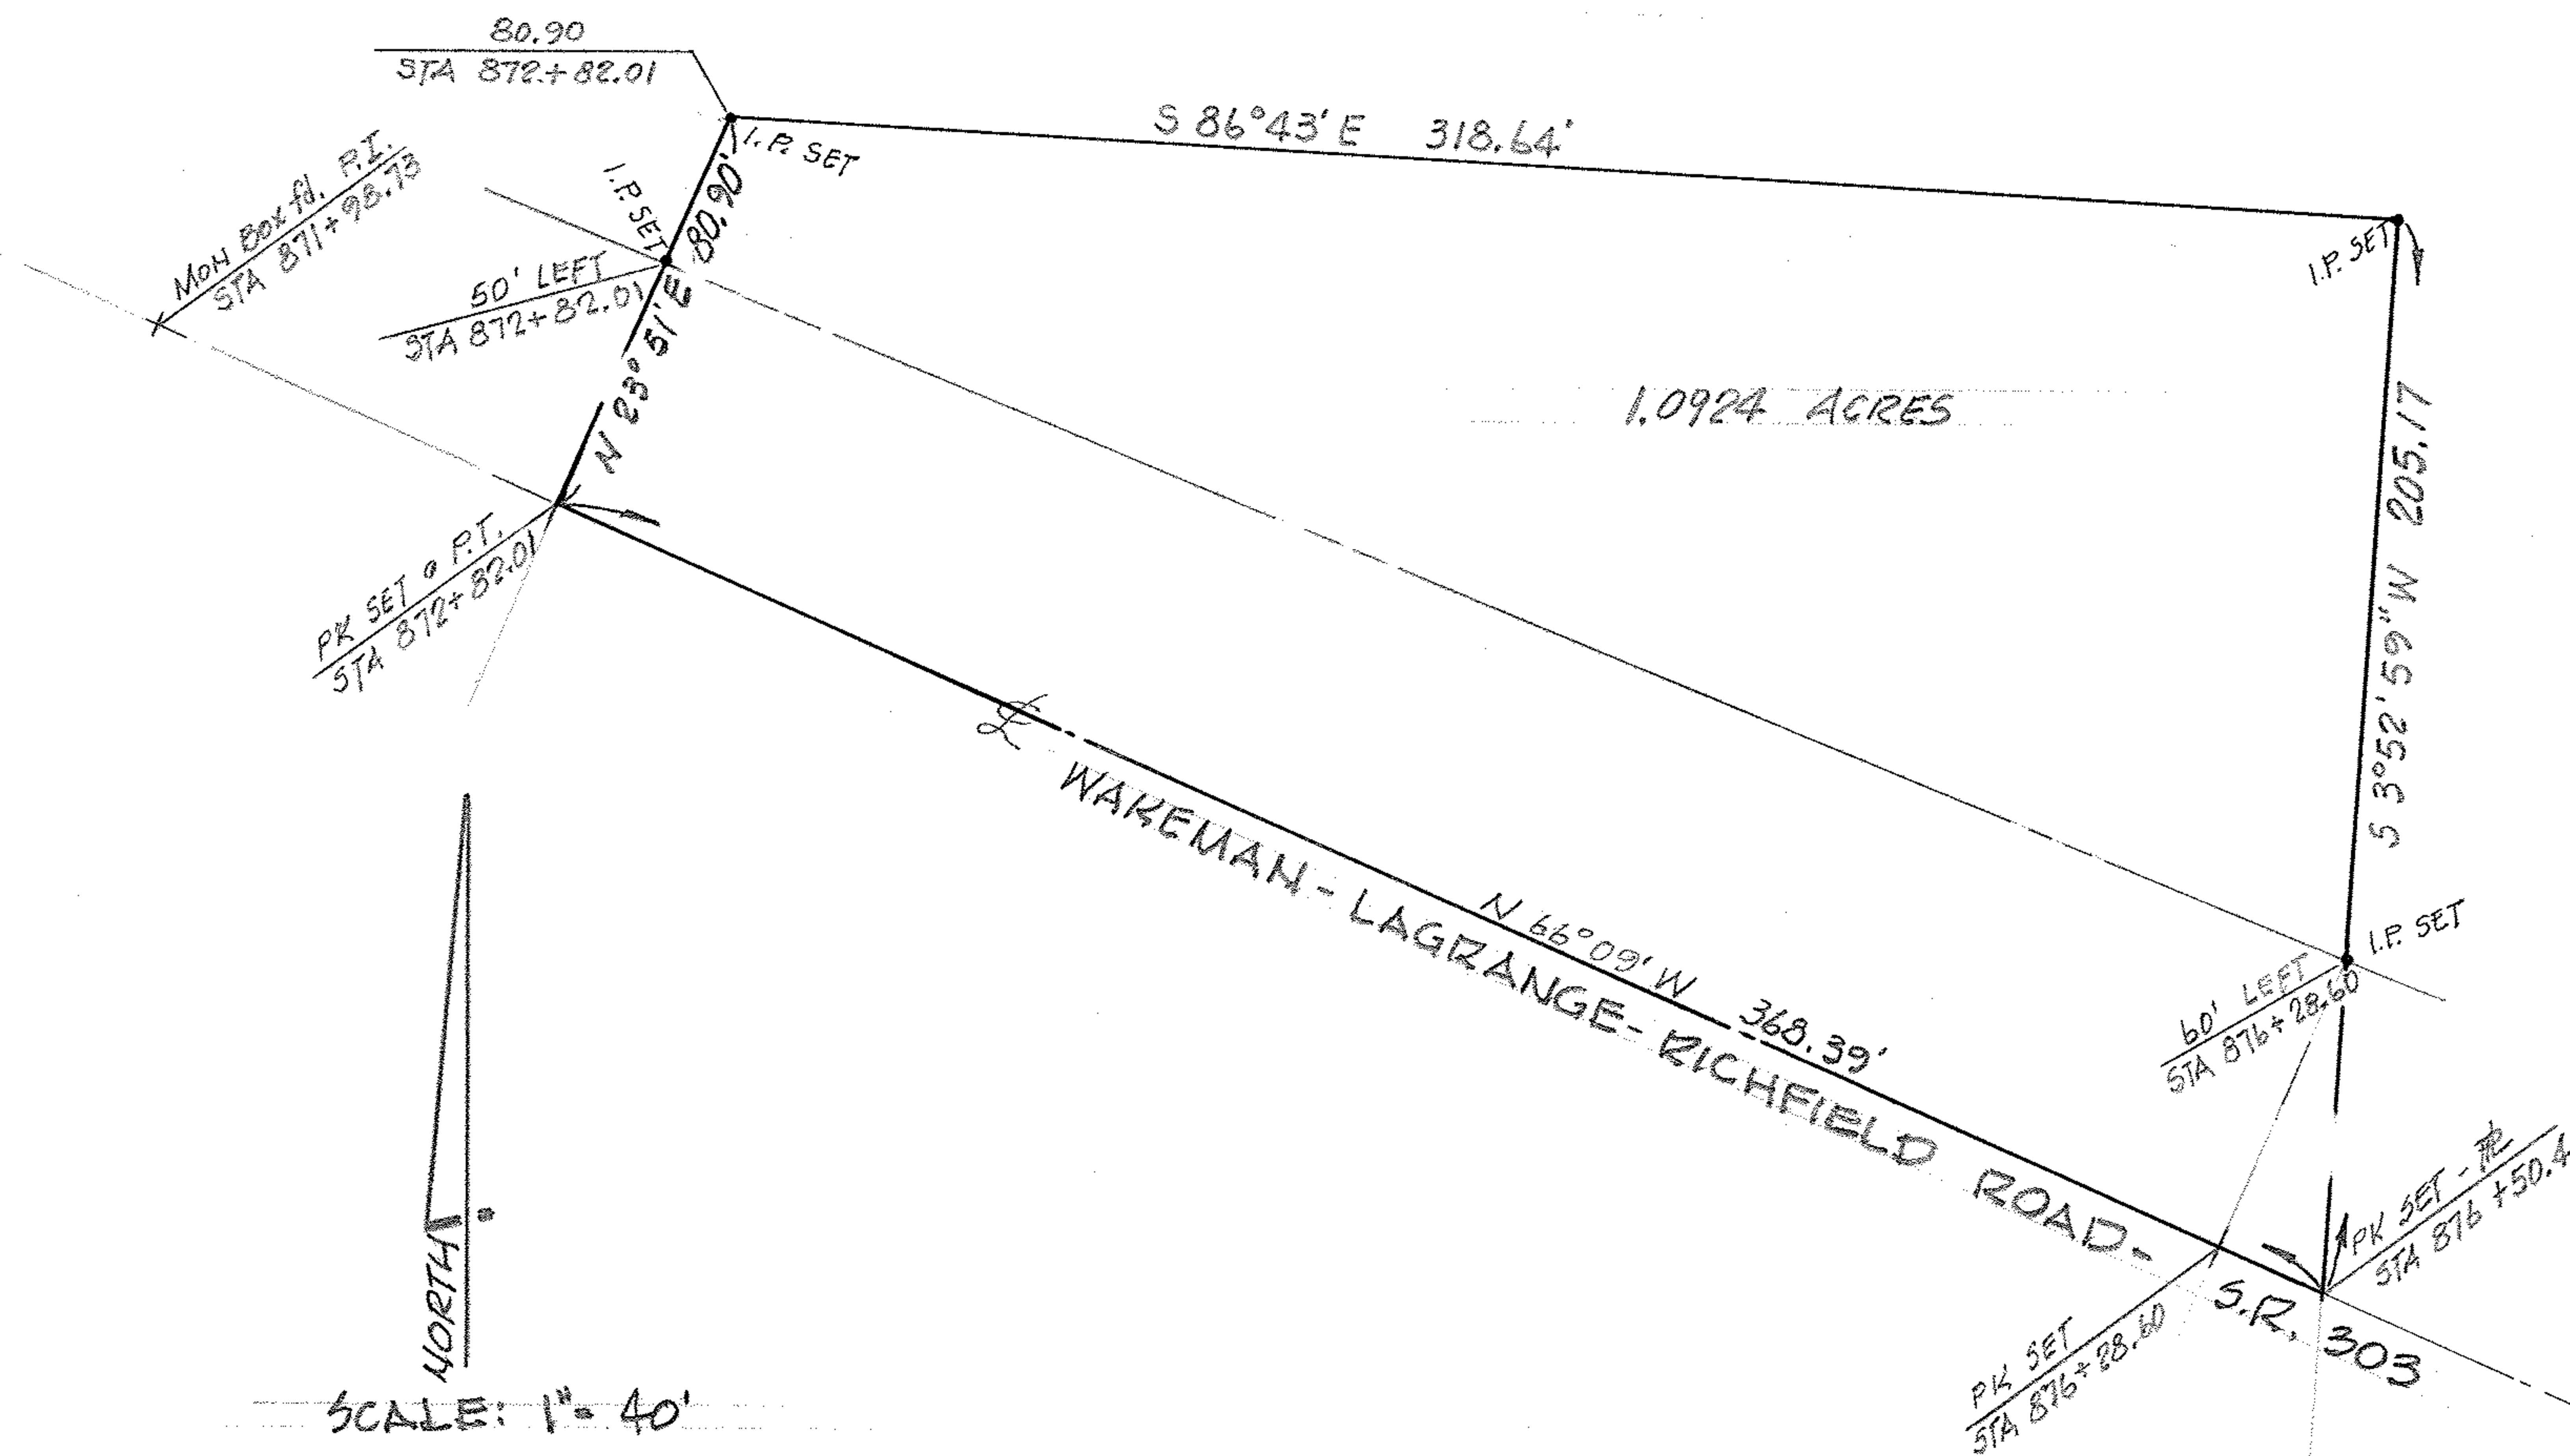 80.90
STA 872+82.01
S 86°43' E 318.64'
I.P. SET
MON BOX fd. P.I.
STA 871+98.73
I.P. SET
N 23° 51' E 80.90'
50' LEFT
STA 872+82.01
I.P. SET
1.0924 ACRES
S 3°52'59" W 205.17
PK SET @ P.T.
STA 872+82.01
WAKEMAN - LAGRANGE - RICHFIELD ROAD - S.R. 303
N 66°09' W 368.39'
I.P. SET
60' LEFT
STA 876+28.60
PK SET -
STA 876+50.4
PK SET
STA 876+28.60
NORTH
SCALE: 1"= 40'